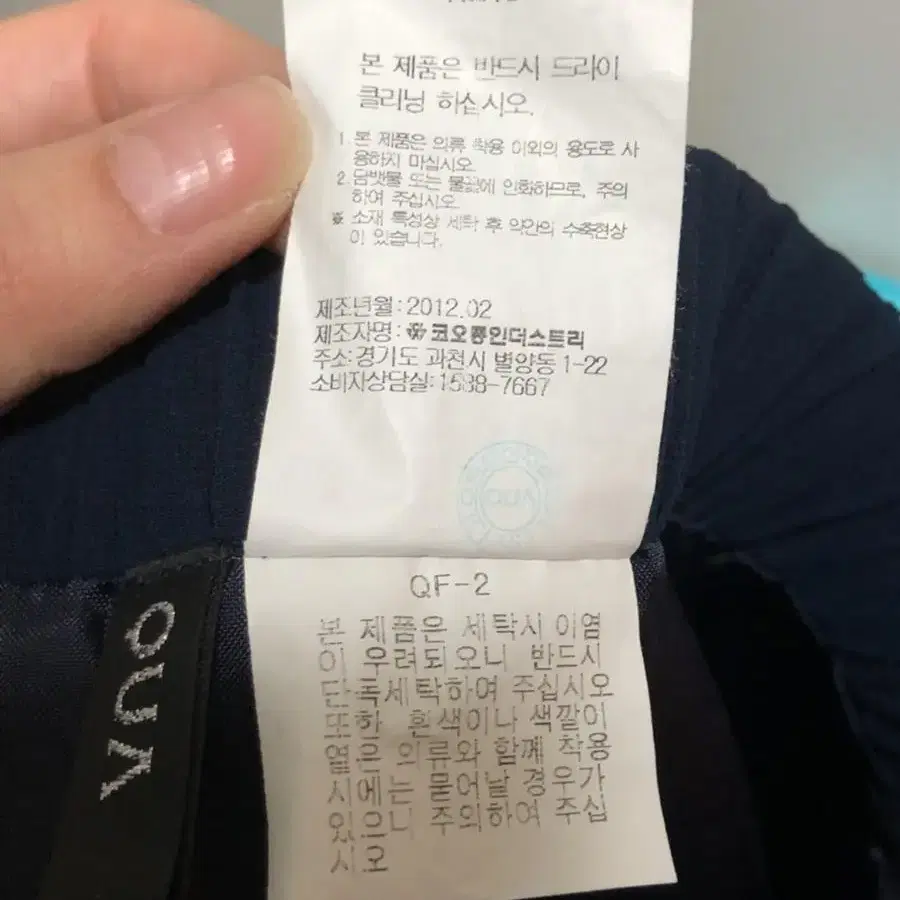 본 제품은 반드시 드라이
클리닝 하십시오.
1. 본 제품은 의류 착용 이외의 용도로 사
용하지 마십시오.
2. 담뱃불 또는 불꽃에 인화하므로, 주의
하여 주십시오.
※ 소재 특성상 세탁 후 약간의 수축현상
이 있습니다.
제조년월:2012.02
제조자명: 코오롱인더스트리
주소:경기도 과천시 별양동 1-22
소비자상담실:1588-7667
QUA
QF-2
본 제품은 세탁시 이염
이 우려되오니 반드시
단독세탁하여 주십시오
또한 흰색이나 색깔이
옅은 의류와 함께 착용
시에는 묻어날 경우가
있으니 주의하여 주십
시오
QUA